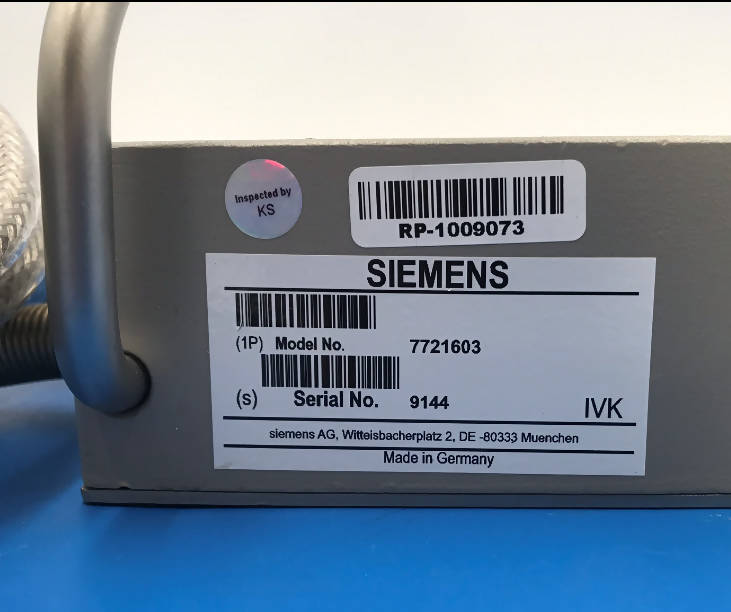 Inspected by
KS
RP-1009073
SIEMENS
(1P) Model No. 7721603
(s) Serial No. 9144
IVK
siemens AG, Witteisbacherplatz 2, DE -80333 Muenchen
Made in Germany